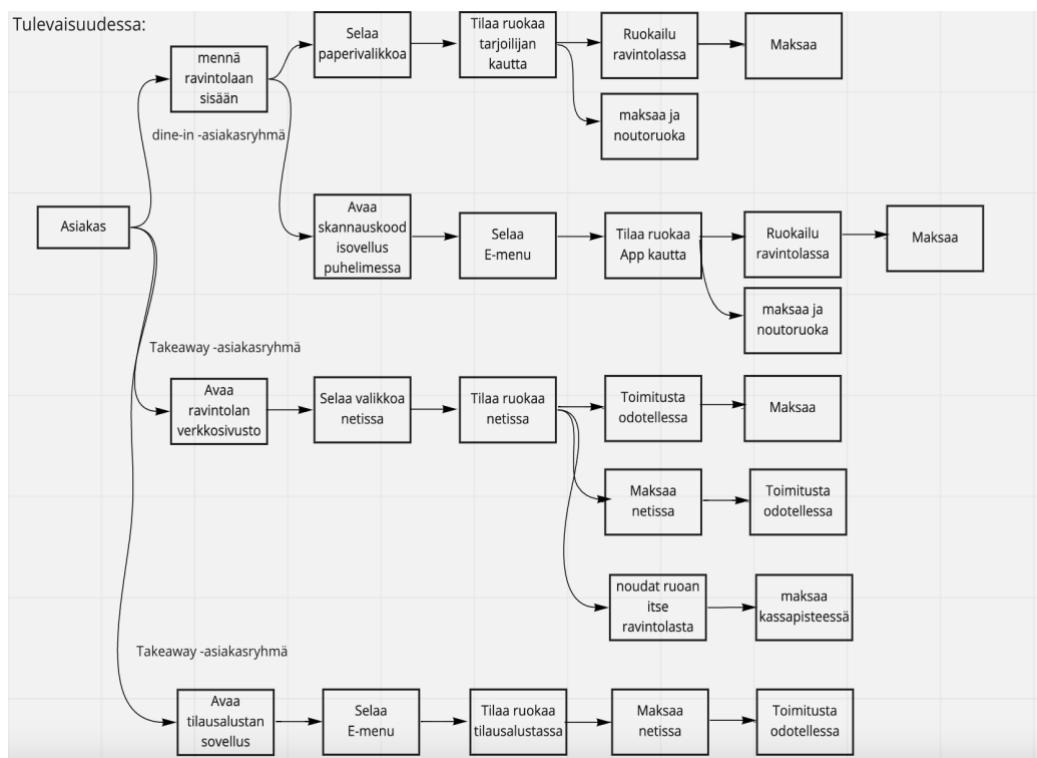 Tulevaisuudessa:
mennä
ravintolaan
sisään
Selaa
paperivalikkoa
Tilaa ruokaa
tarjoilijan
kautta
Ruokailu
ravintolassa
Maksaa
maksaa ja
noutoruoka
dine-in -asiakasryhmä
Asiakas
Avaa
skannauskood
isovellus
puhelimessa
Selaa
E-menu
Tilaa ruokaa
App kautta
Ruokailu
ravintolassa
Maksaa
maksaa ja
noutoruoka
Takeaway -asiakasryhmä
Avaa
ravintolan
verkkosivusto
Selaa valikkoa
netissa
Tilaa ruokaa
netissa
Toimitusta
odotellessa
Maksaa
Maksaa
netissa
Toimitusta
odotellessa
noudat ruoan
itse
ravintolasta
maksaa
kassapisteessä
Takeaway -asiakasryhmä
Avaa
tilausalustan
sovellus
Selaa
E-menu
Tilaa ruokaa
tilausalustassa
Maksaa
netissa
Toimitusta
odotellessa